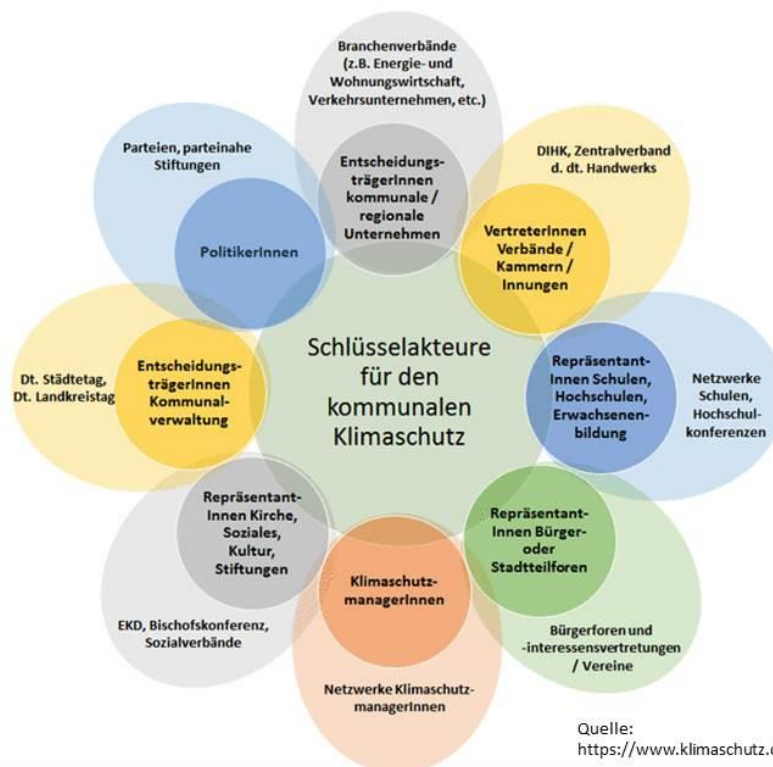 Branchenverbände
(z.B. Energie- und
Wohnungswirtschaft,
Verkehrsunternehmen, etc.)
Entscheidungs-
trägerInnen
kommunale /
regionale
Unternehmen
DIHK, Zentralverband
d. dt. Handwerks
VertreterInnen
Verbände /
Kammern /
Innungen
Parteien, parteinahe
Stiftungen
PolitikerInnen
Schlüsselakteure
für den
kommunalen
Klimaschutz
Repräsentant-
Innen Schulen,
Hochschulen,
Erwachsenen-
bildung
Netzwerke
Schulen,
Hochschul-
konferenzen
Dt. Städtetag,
Dt. Landkreistag
Entscheidungs-
trägerInnen
Kommunal-
verwaltung
Repräsentant-
Innen Kirche,
Soziales,
Kultur,
Stiftungen
EKD, Bischofskonferenz,
Sozialverbände
Klimaschutz-
managerInnen
Netzwerke Klimaschutz-
managerInnen
Repräsentant-
Innen Bürger-
oder
Stadtteilforen
Bürgerforen und
-interessensvertretungen
/ Vereine
Quelle:
https://www.klimaschutz.